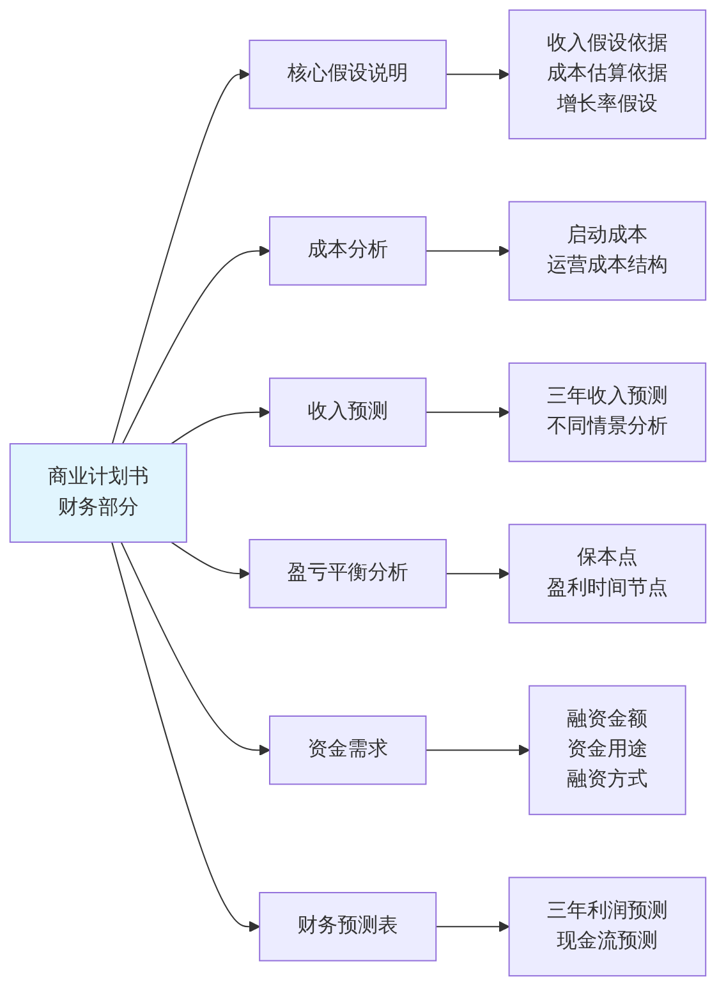 商业计划书
财务部分
核心假设说明
收入假设依据
成本估算依据
增长率假设
成本分析
启动成本
运营成本结构
收入预测
三年收入预测
不同情景分析
盈亏平衡分析
保本点
盈利时间节点
资金需求
融资金额
资金用途
融资方式
财务预测表
三年利润预测
现金流预测